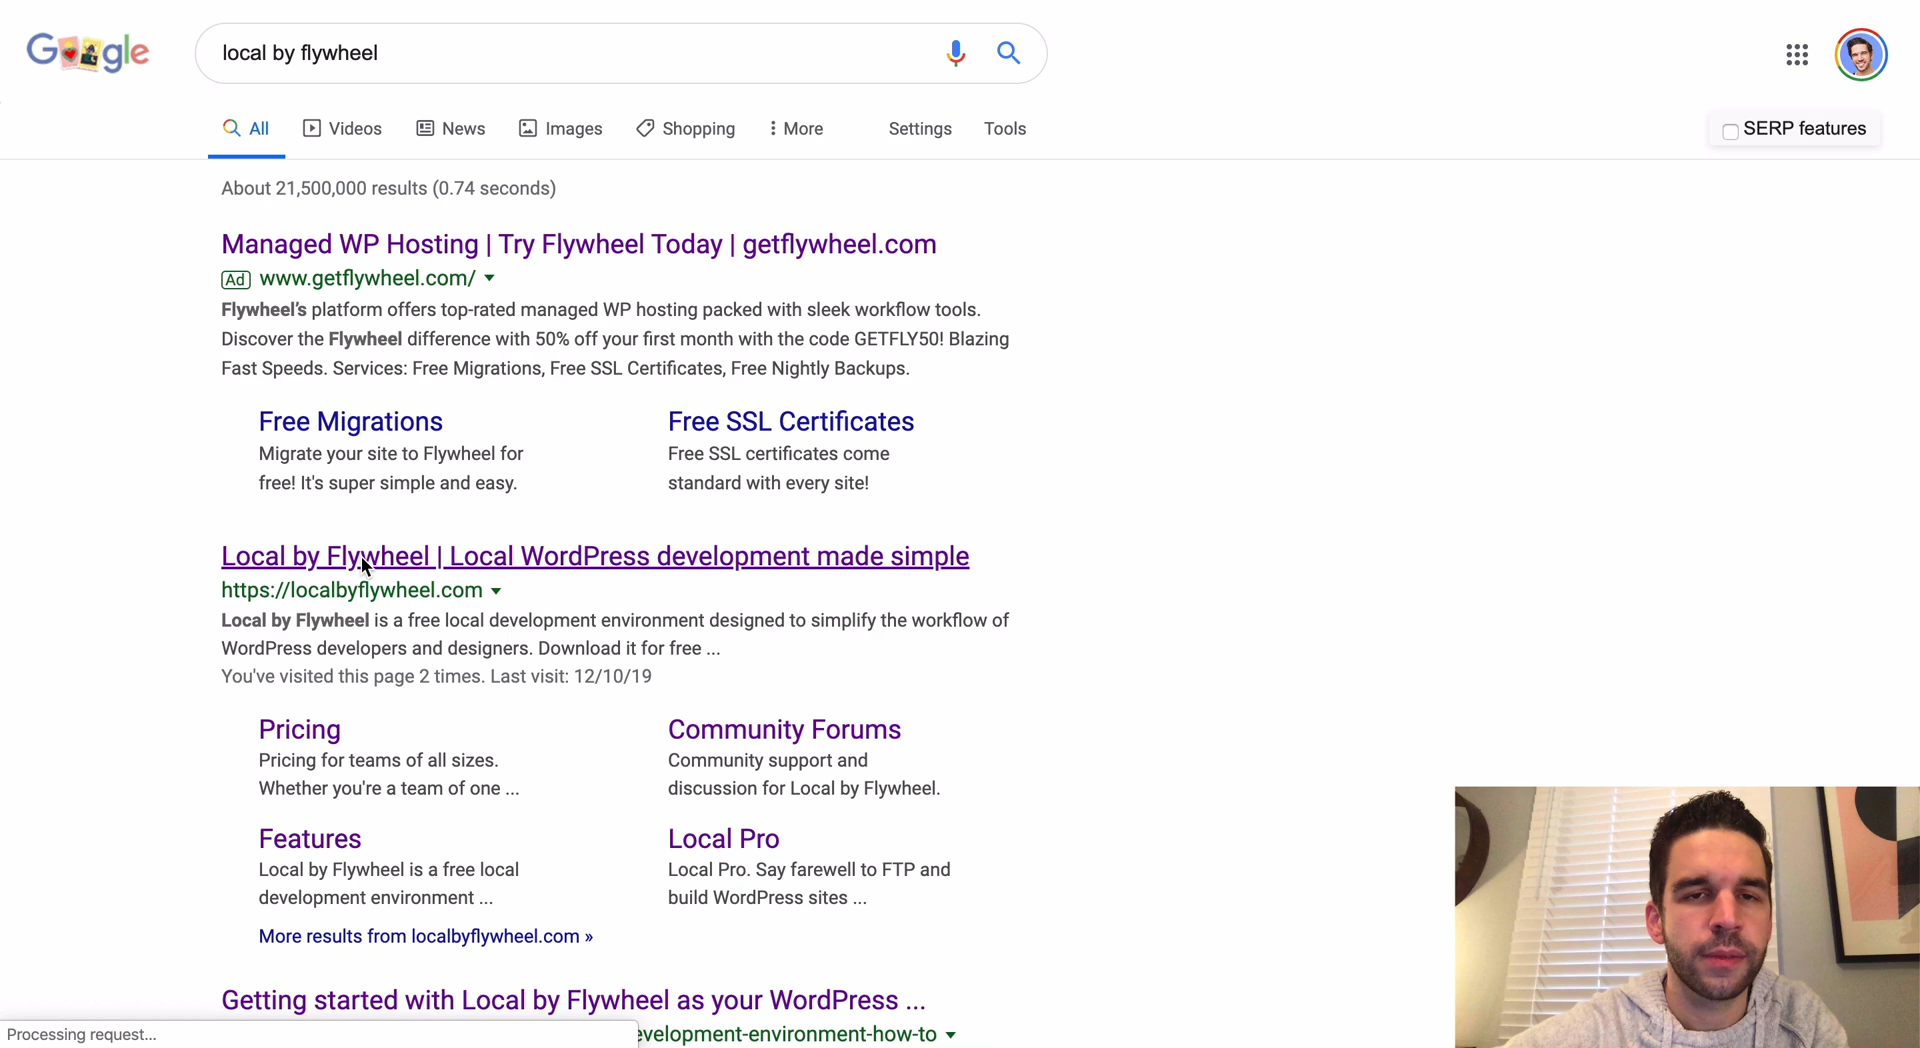 Google
local by flywheel
All Videos News Images Shopping More Settings Tools
SERP features
About 21,500,000 results (0.74 seconds)
Managed WP Hosting | Try Flywheel Today | getflywheel.com
Ad www.getflywheel.com/
Flywheel's platform offers top-rated managed WP hosting packed with sleek workflow tools.
Discover the Flywheel difference with 50% off your first month with the code GETFLY50! Blazing
Fast Speeds. Services: Free Migrations, Free SSL Certificates, Free Nightly Backups.
Free Migrations
Migrate your site to Flywheel for
free! It's super simple and easy.
Free SSL Certificates
Free SSL certificates come
standard with every site!
Local by Flywheel | Local WordPress development made simple
https://localbyflywheel.com
Local by Flywheel is a free local development environment designed to simplify the workflow of
WordPress developers and designers. Download it for free ...
You've visited this page 2 times. Last visit: 12/10/19
Pricing
Pricing for teams of all sizes.
Whether you're a team of one ...
Community Forums
Community support and
discussion for Local by Flywheel.
Features
Local by Flywheel is a free local
development environment ...
Local Pro
Local Pro. Say farewell to FTP and
build WordPress sites ...
More results from localbyflywheel.com »
Getting started with Local by Flywheel as your WordPress ...
evelopment-environment-how-to
Processing request...